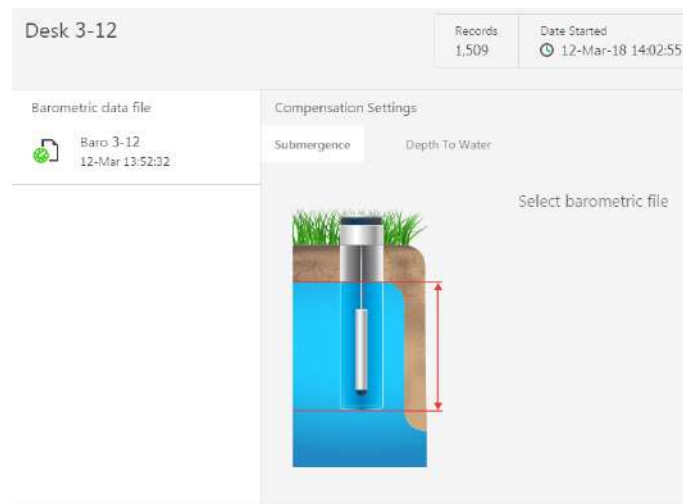 Desk 3-12
Records
1,509
Date Started
12-Mar-18 14:02:55
Barometric data file
Baro 3-12
12-Mar 13:52:32
Compensation Settings
Submergence
Depth To Water
Select barometric file